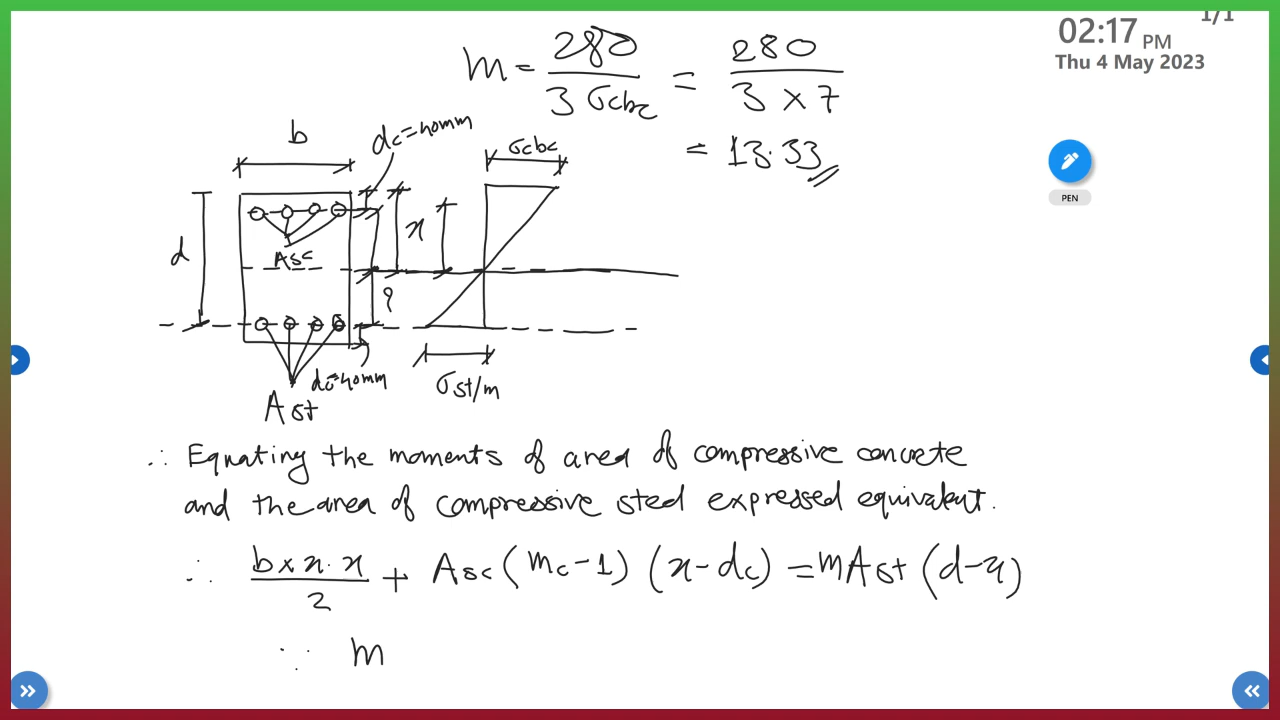 1/1
02:17 PM
Thu 4 May 2023
PEN
m = 280 / 3 σcbc = 280 / 3 × 7
= 13.33
b
dc = 40mm
σcbc
d
x
Asc
?
dc = 40mm
σst/m
Ast
∴ Equating the moments of area of compressive concrete
and the area of compressive steel expressed equivalent.
∴ b × x · x / 2 + Asc (mc - 1) (x - dc) = m Ast (d - x)
∵ m